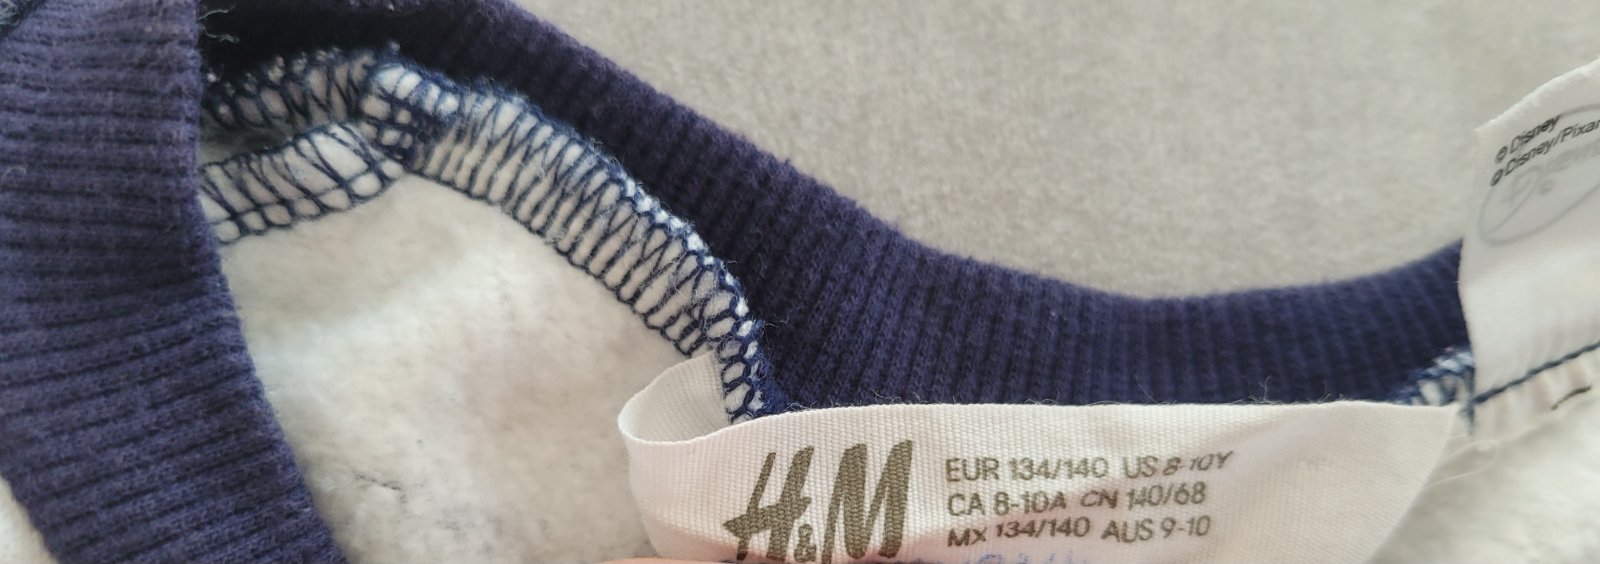 © Disney
© Disney/Pixar
H&M
EUR 134/140 US 8-10Y
CA 8-10A CN 140/68
MX 134/140 AUS 9-10